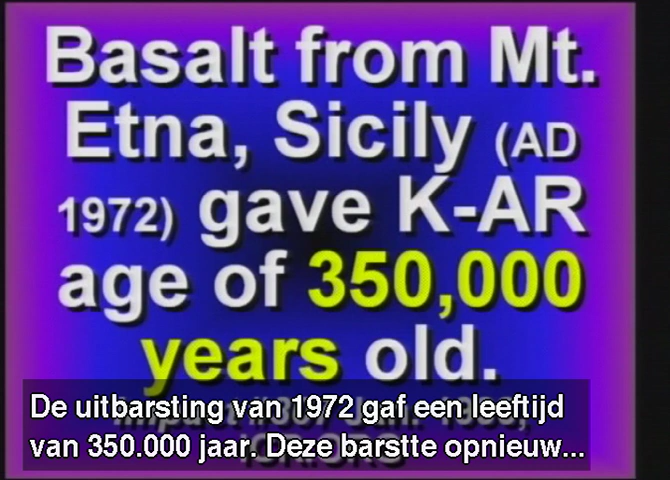 Basalt from Mt.
Etna, Sicily (AD
1972) gave K-AR
age of 350,000
years old.
De uitbarsting van 1972 gaf een leeftijd
van 350.000 jaar. Deze barstte opnieuw...